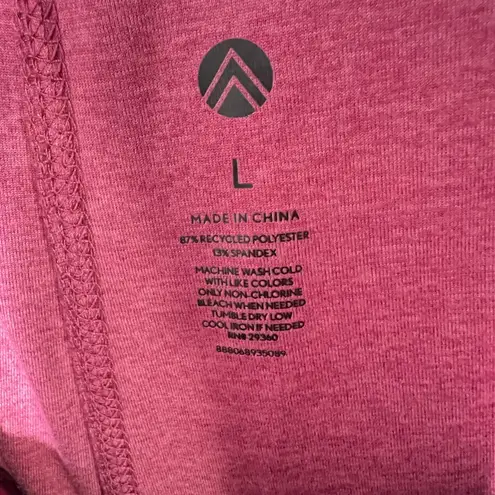 L
MADE IN CHINA
87% RECYCLED POLYESTER
13% SPANDEX
MACHINE WASH COLD
WITH LIKE COLORS
ONLY NON-CHLORINE
BLEACH WHEN NEEDED
TUMBLE DRY LOW
COOL IRON IF NEEDED
RN# 29360
888068935089